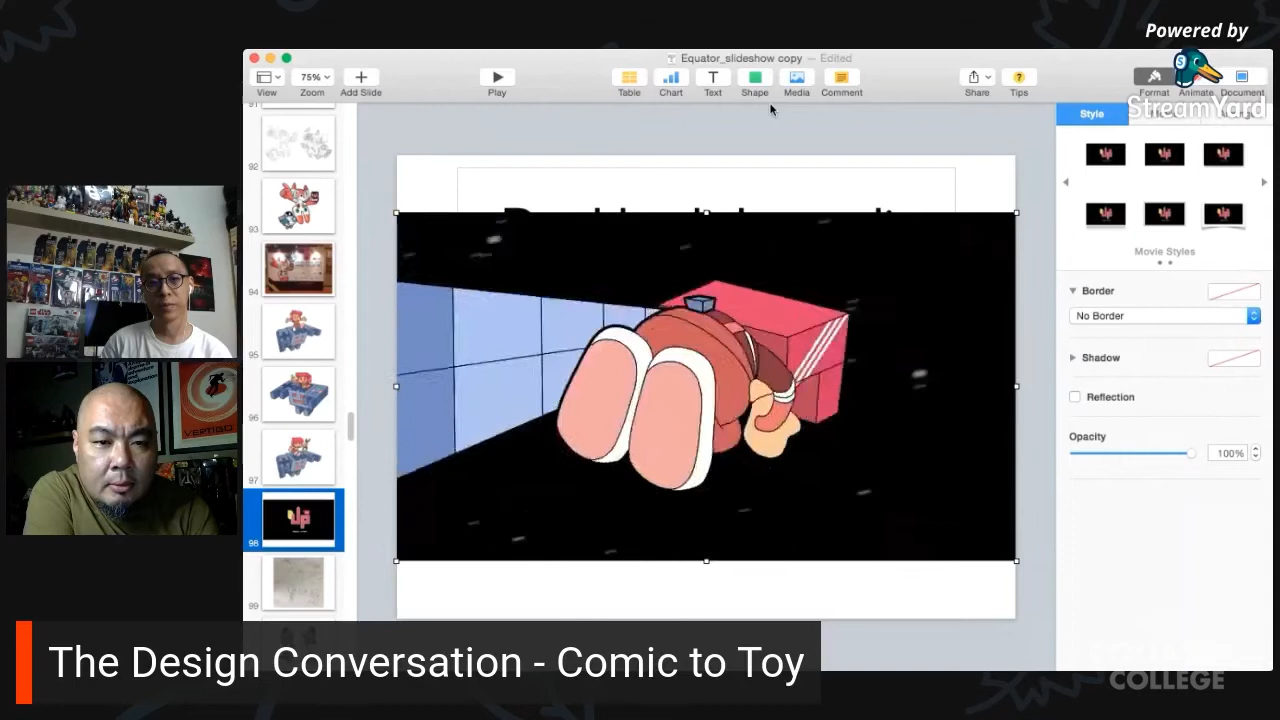 Powered by
StreamYard
Equator_slideshow copy — Edited
75%
View
Zoom
Add Slide
Play
Table
Chart
Text
Shape
Media
Comment
Share
Tips
Format
Animate
Document
Style
92
93
94
95
96
97
98
99
Movie Styles
Border
No Border
Shadow
Reflection
Opacity
100%
VERTIGO
up
The Design Conversation - Comic to Toy
COLLEGE